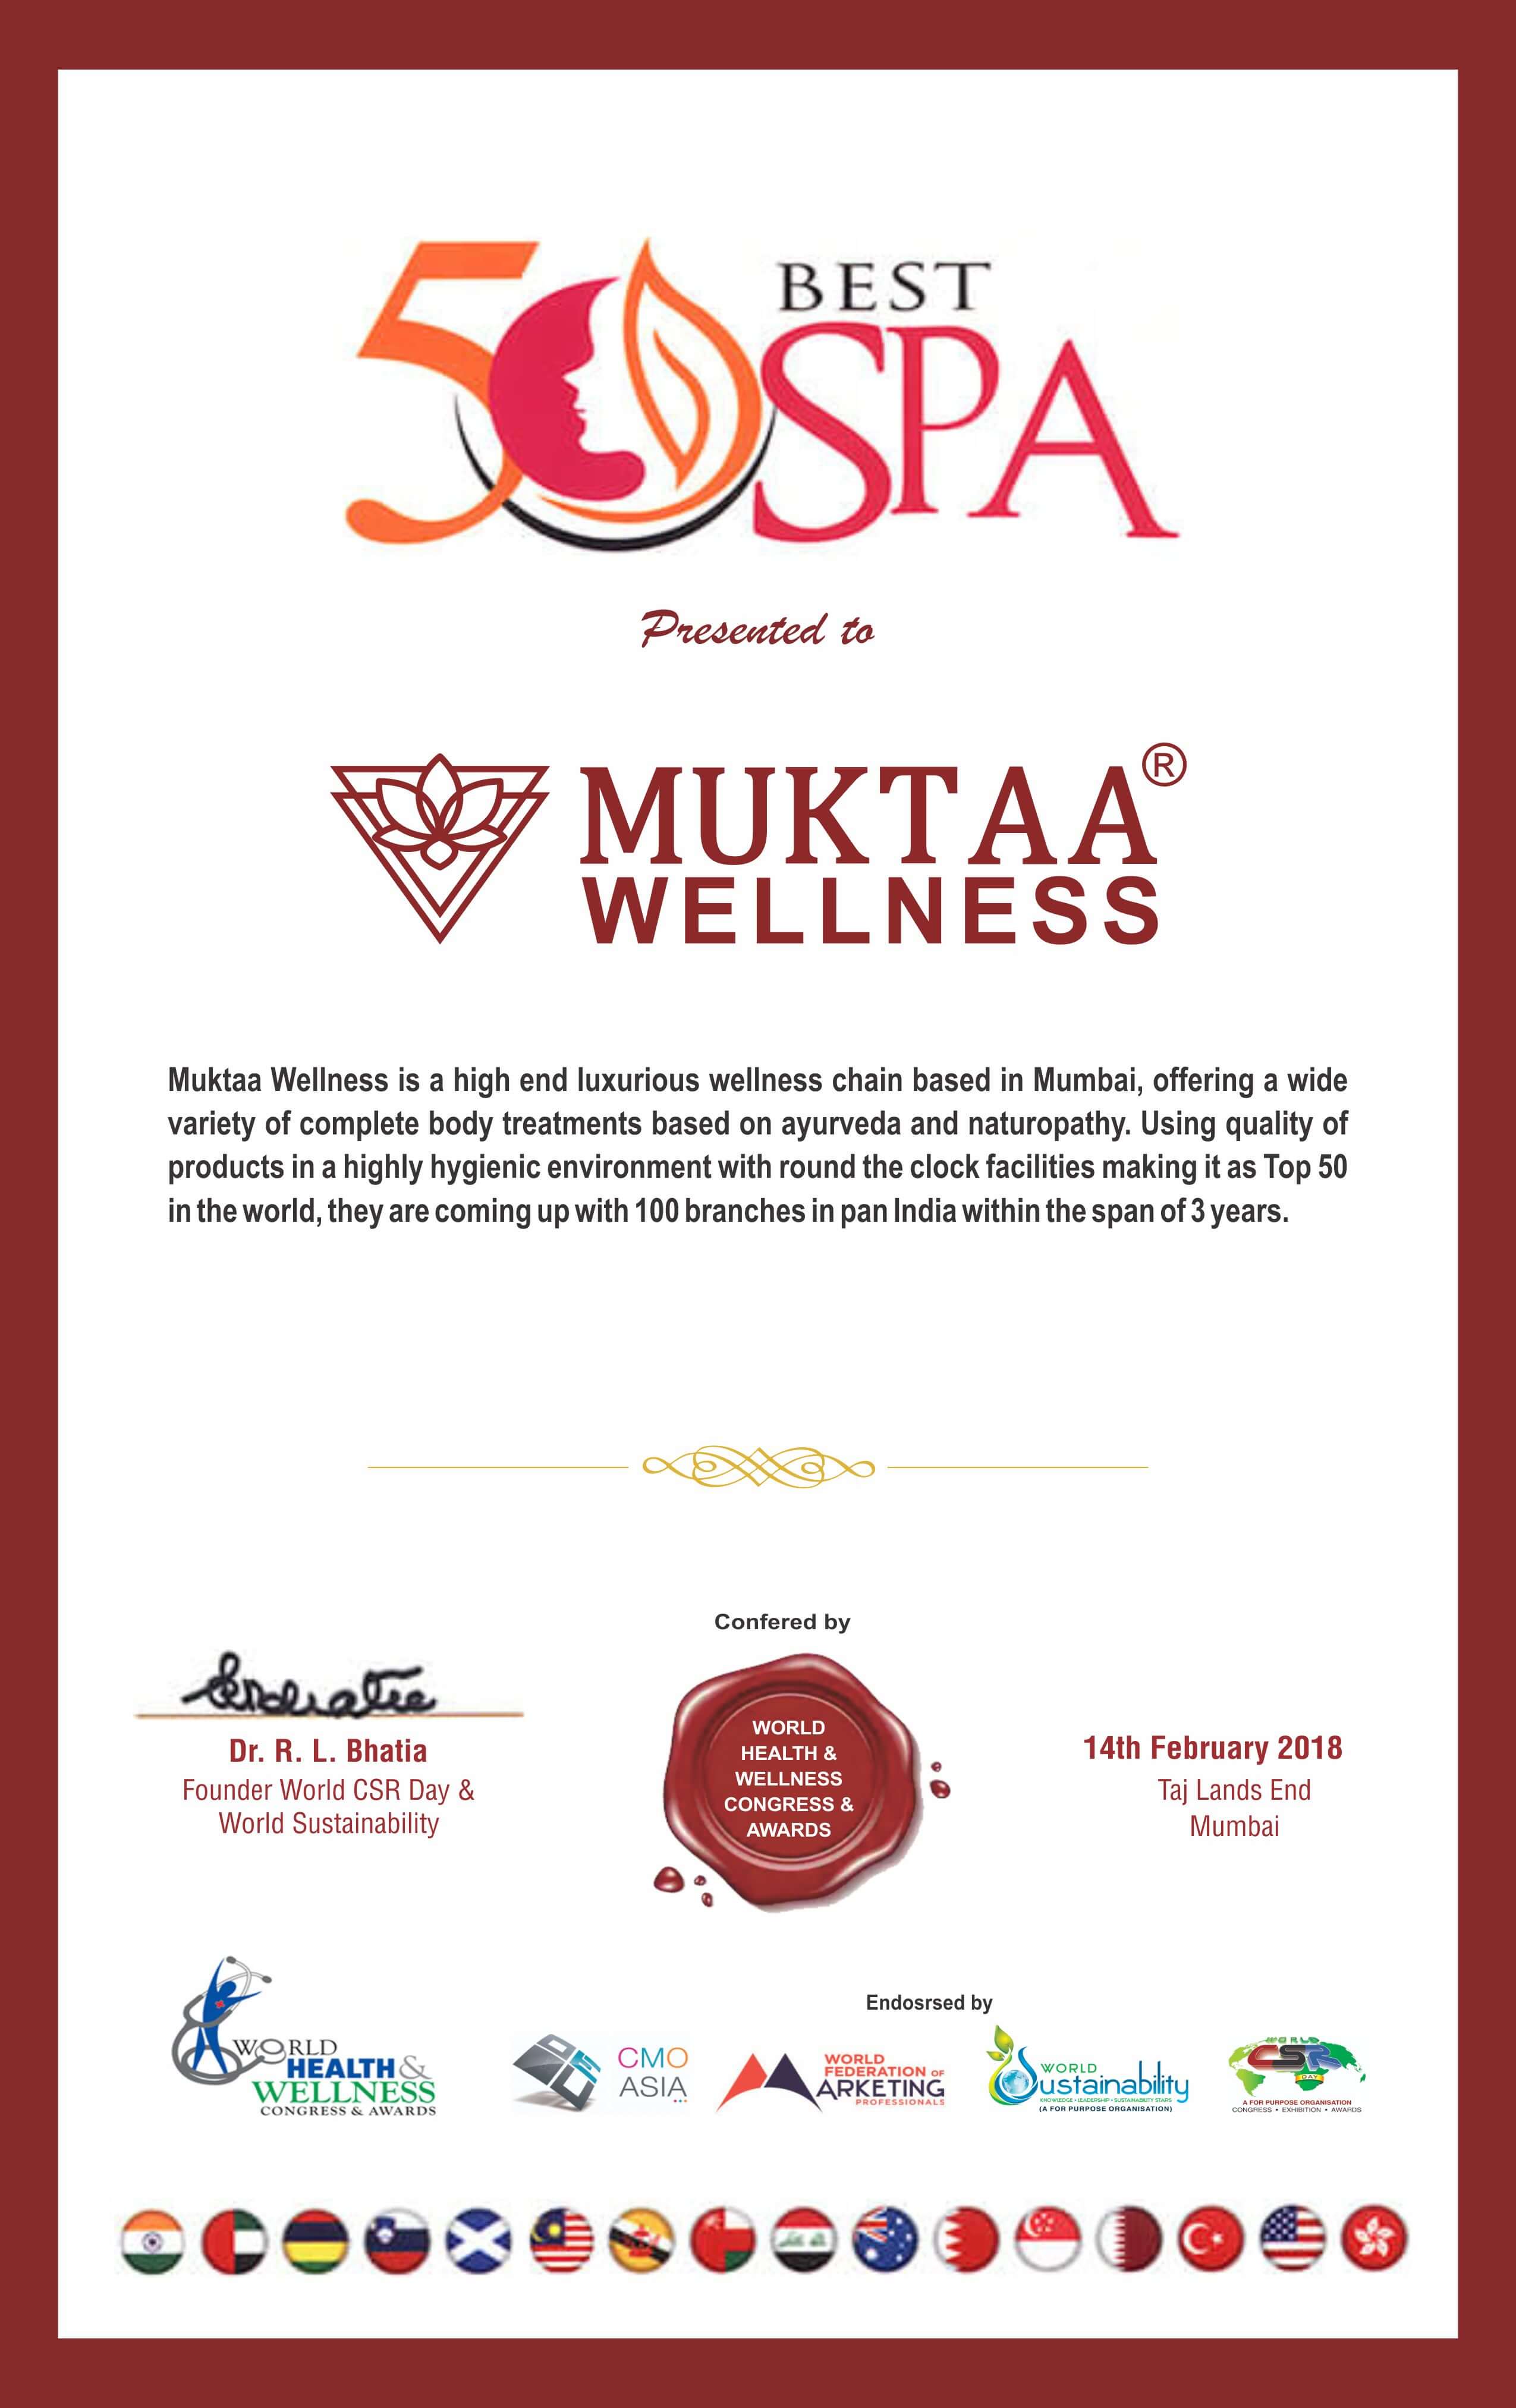 50 BEST
SPA
Presented to
MUKTAA®
WELLNESS
Muktaa Wellness is a high end luxurious wellness chain based in Mumbai, offering a wide
variety of complete body treatments based on ayurveda and naturopathy. Using quality of
products in a highly hygienic environment with round the clock facilities making it as Top 50
in the world, they are coming up with 100 branches in pan India within the span of 3 years.
Confered by
Dr. R. L. Bhatia
Founder World CSR Day &
World Sustainability
WORLD
HEALTH &
WELLNESS
CONGRESS &
AWARDS
14th February 2018
Taj Lands End
Mumbai
Endosrsed by
WORLD
HEALTH &
WELLNESS
CONGRESS & AWARDS
CMO
ASIA
WORLD
FEDERATION OF
MARKETING
PROFESSIONALS
WORLD
Sustainability
KNOWLEDGE • LEADERSHIP • SUSTAINABILITY STARS
(A FOR PURPOSE ORGANISATION)
WORLD
CSR
DAY
A FOR PURPOSE ORGANISATION
CONGRESS • EXHIBITION • AWARDS